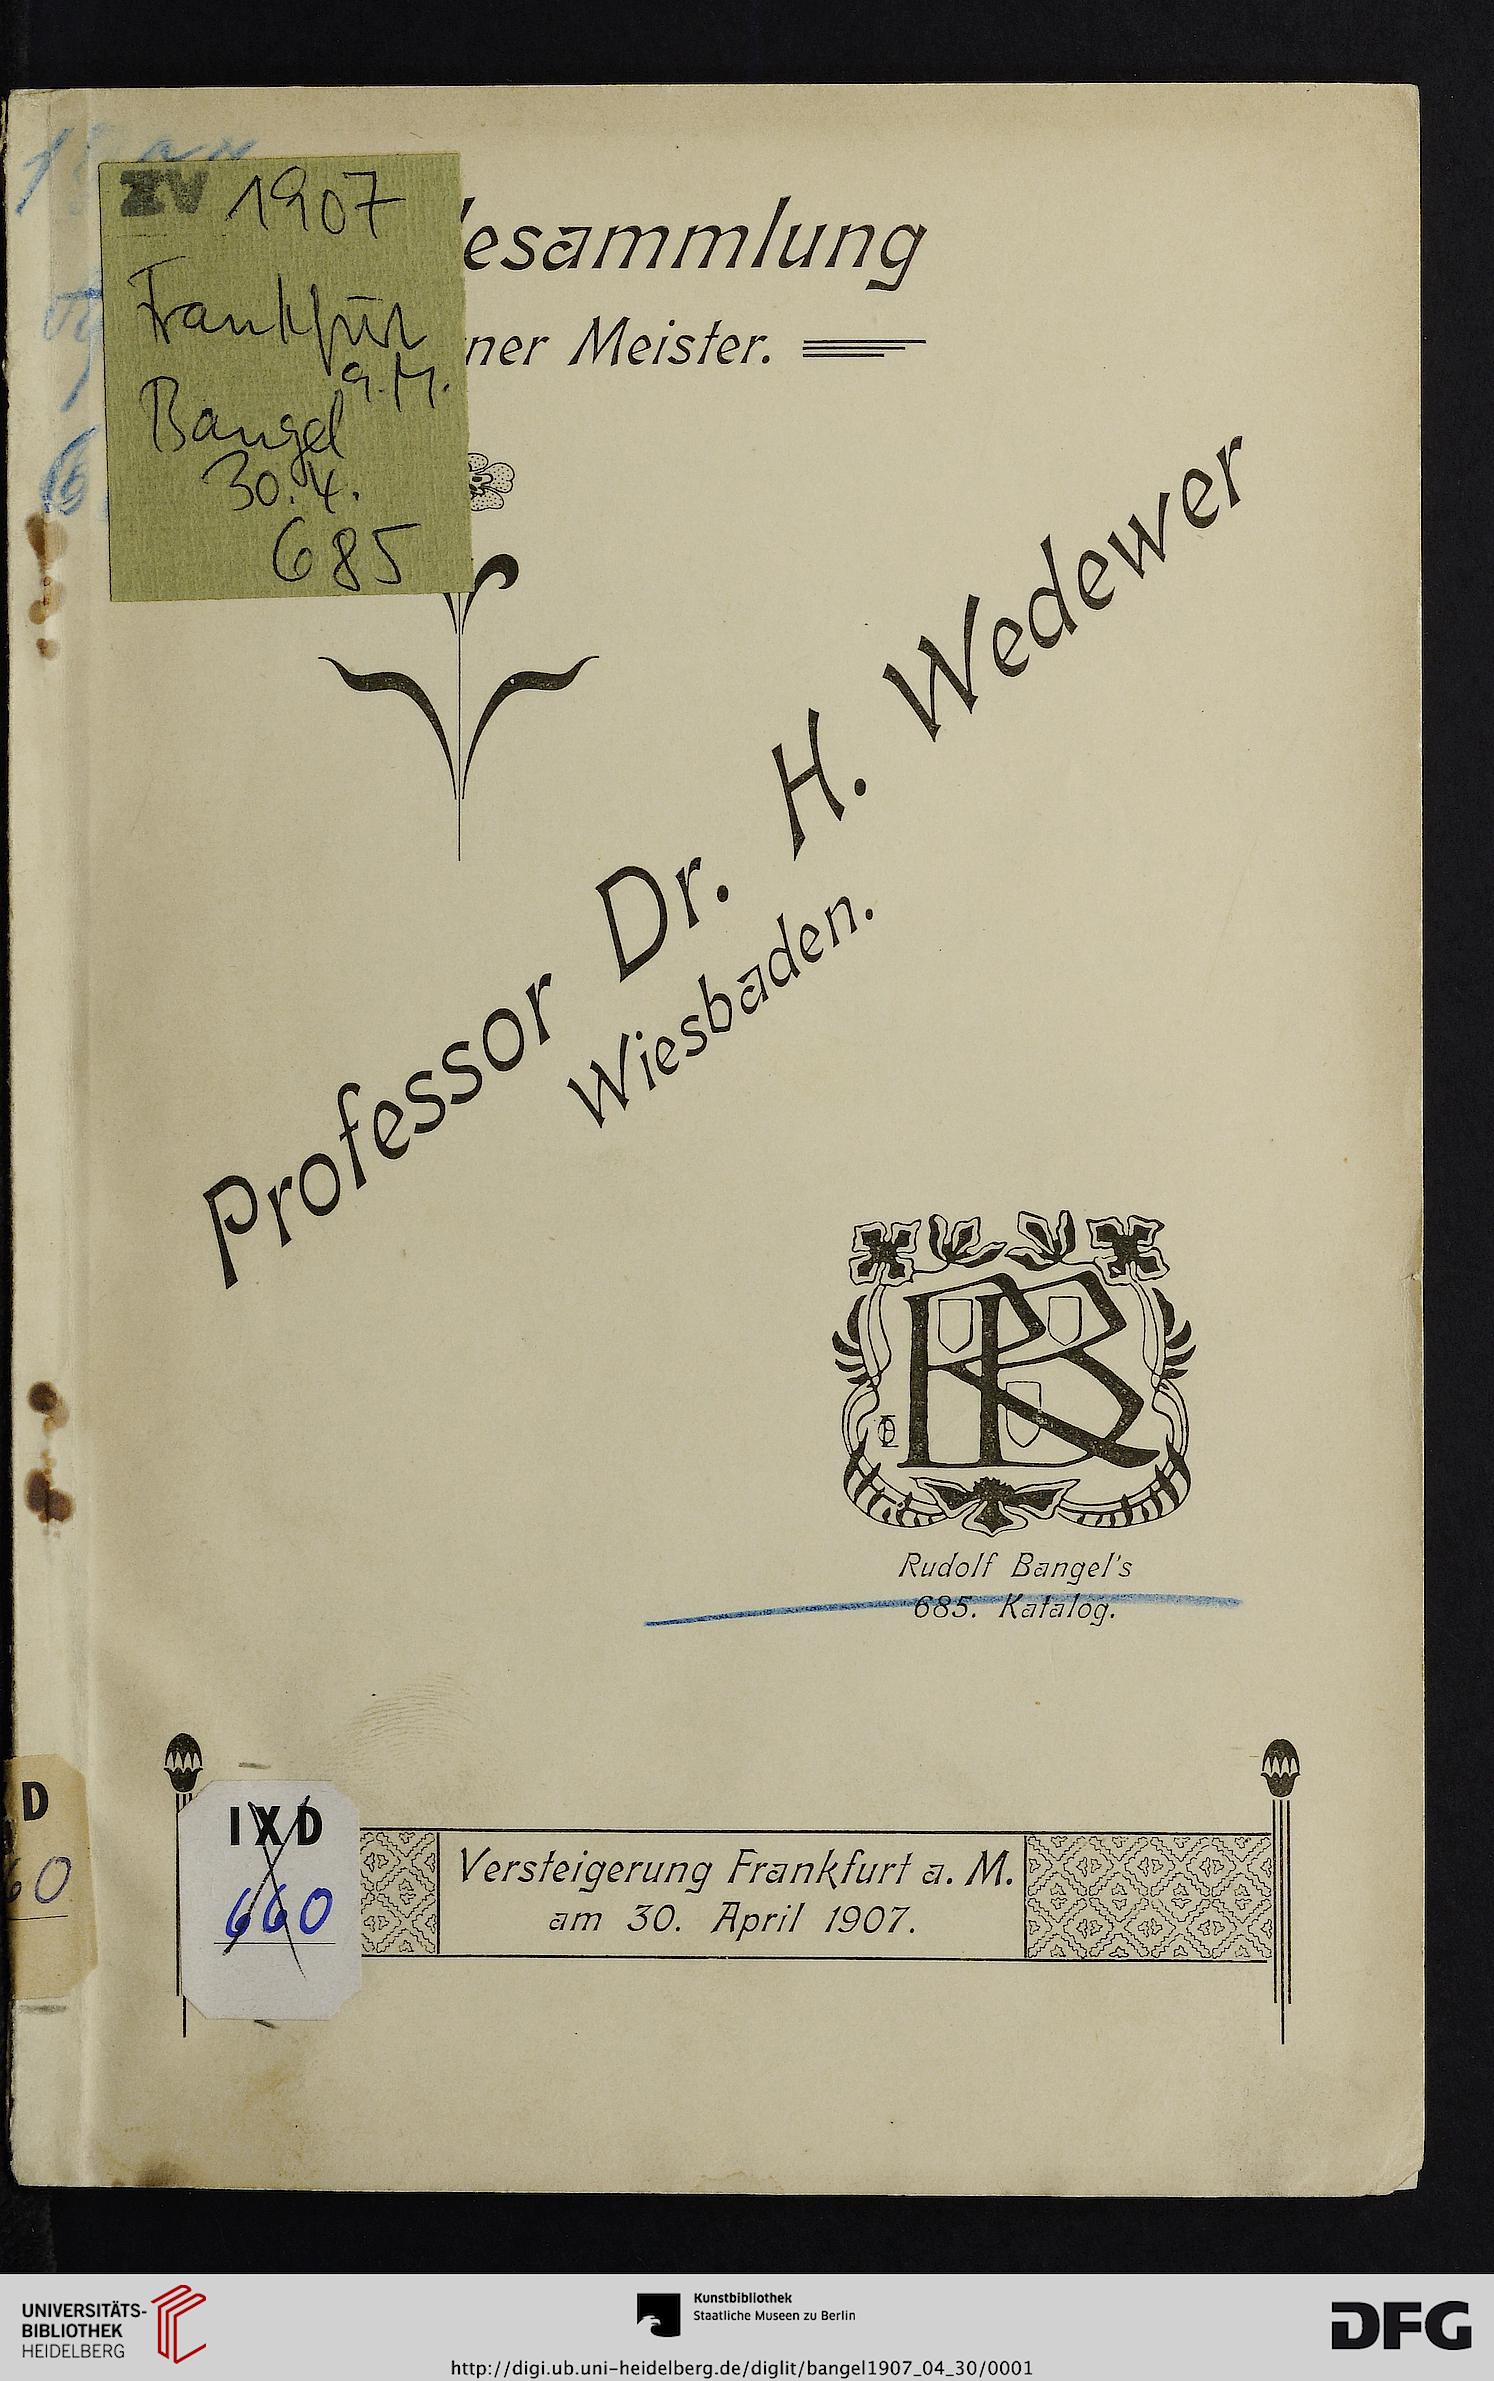 ZV 1907
Frankfurt
a.M.
Bangel
30.4.
685
esammlung
ner Meister.
Professor Dr. H. Wedewer
Wiesbaden.
RB
Rudolf Bangel's
685. Katalog.
D
60
IXD
660
Versteigerung Frankfurt a. M.
am 30. April 1907.
UNIVERSITÄTS-
BIBLIOTHEK
HEIDELBERG
Kunstbibliothek
Staatliche Museen zu Berlin
DFG
http://digi.ub.uni-heidelberg.de/diglit/bangel1907_04_30/0001